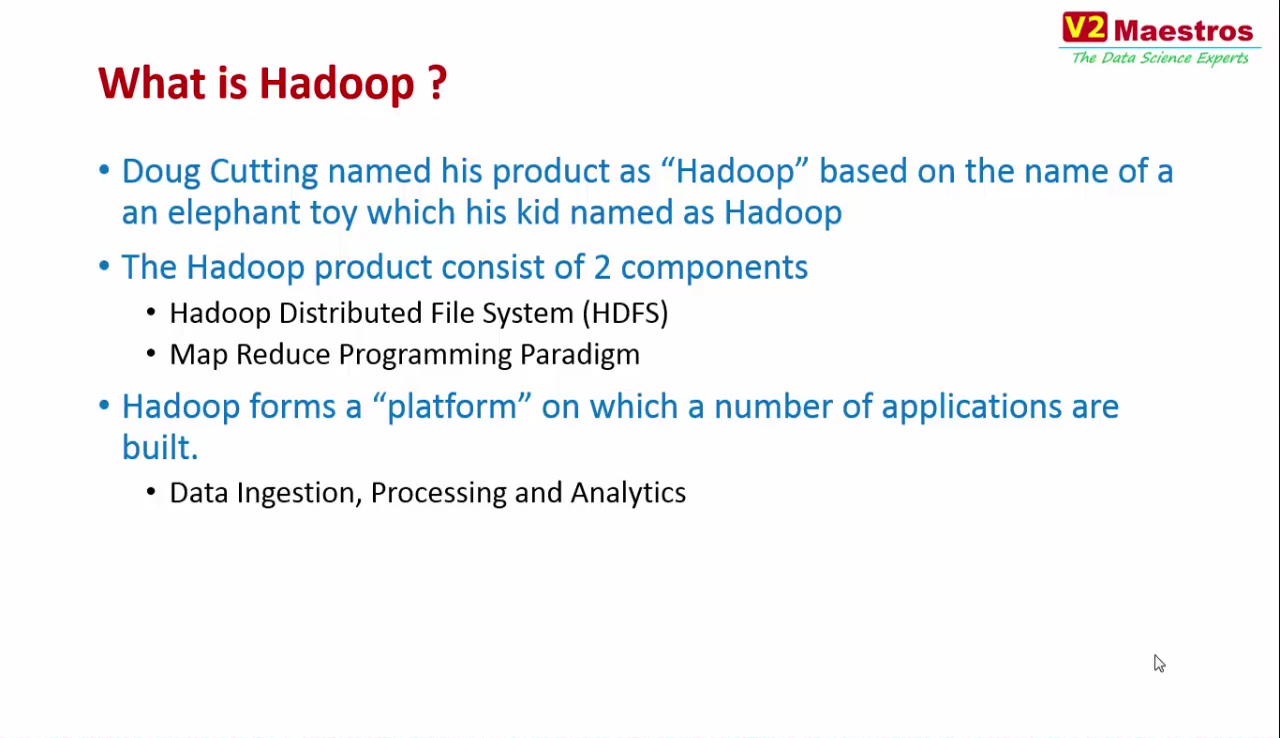 V2 Maestros
The Data Science Experts
What is Hadoop ?
• Doug Cutting named his product as “Hadoop” based on the name of a
an elephant toy which his kid named as Hadoop
• The Hadoop product consist of 2 components
• Hadoop Distributed File System (HDFS)
• Map Reduce Programming Paradigm
• Hadoop forms a “platform” on which a number of applications are
built.
• Data Ingestion, Processing and Analytics